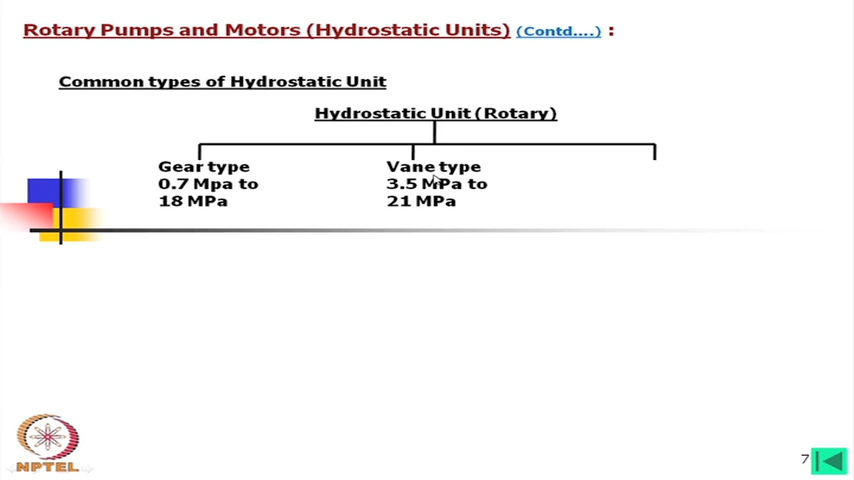 Rotary Pumps and Motors (Hydrostatic Units) (Contd....) :
Common types of Hydrostatic Unit
Hydrostatic Unit (Rotary)
Gear type
0.7 Mpa to
18 MPa
Vane type
3.5 MPa to
21 MPa
NPTEL
7